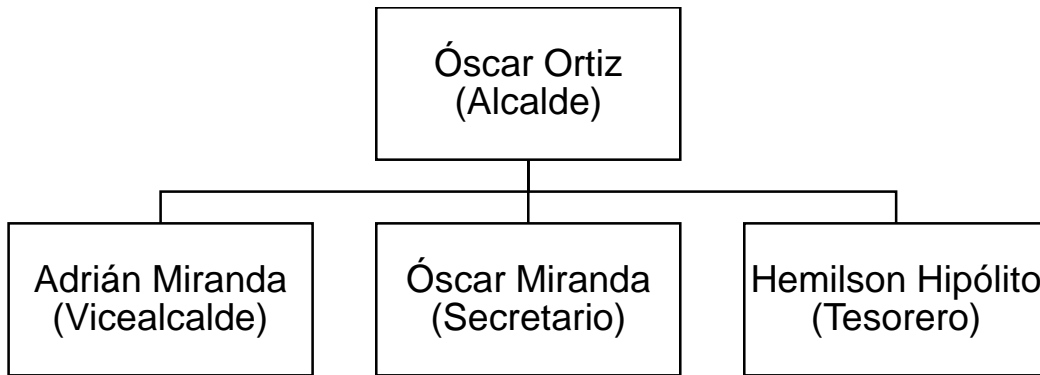 Óscar Ortiz
(Alcalde)
Adrián Miranda
(Vicealcalde)
Óscar Miranda
(Secretario)
Hemilson Hipólito
(Tesorero)